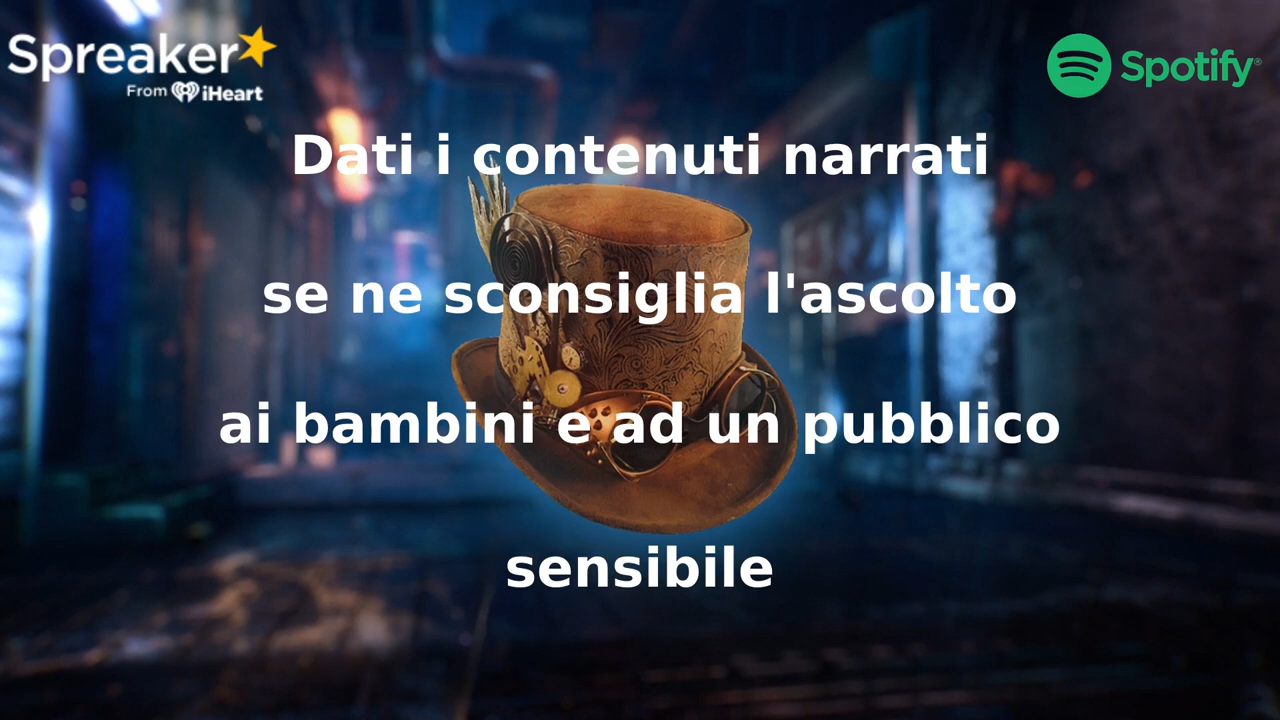 Spreaker
From iHeart
Spotify®
Dati i contenuti narrati
se ne sconsiglia l'ascolto
ai bambini e ad un pubblico
sensibile